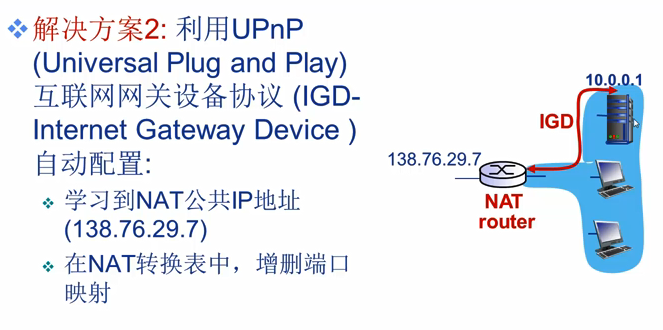 解决方案2: 利用UPnP
(Universal Plug and Play)
互联网网关设备协议 (IGD-
Internet Gateway Device )
自动配置:
学习到NAT公共IP地址
(138.76.29.7)
在NAT转换表中，增删端口
映射
10.0.0.1
IGD
138.76.29.7
NAT
router